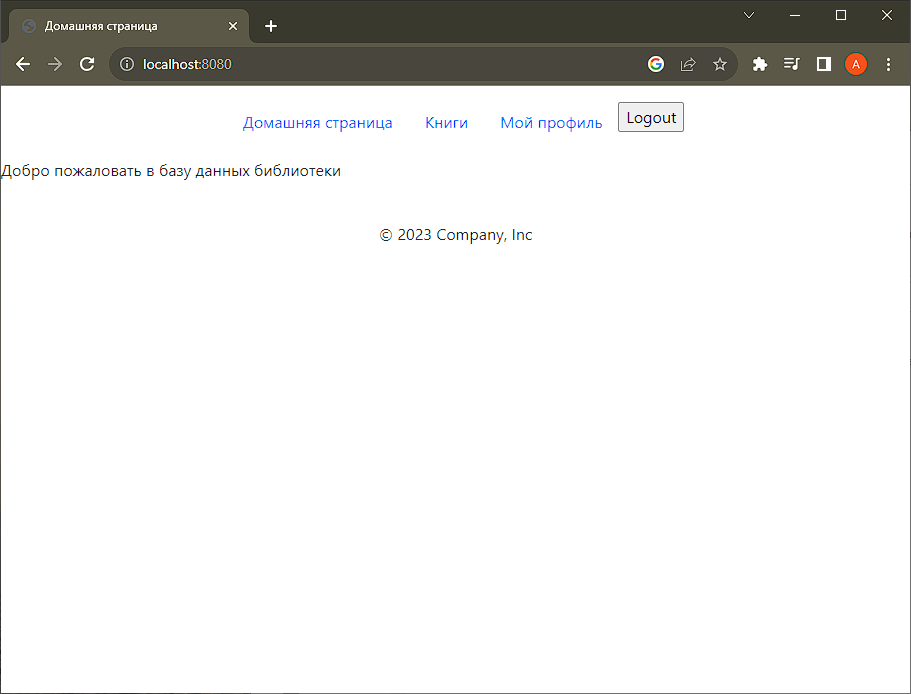 Домашняя страница
localhost:8080
A
Домашняя страница Книги Мой профиль Logout
Добро пожаловать в базу данных библиотеки
© 2023 Company, Inc